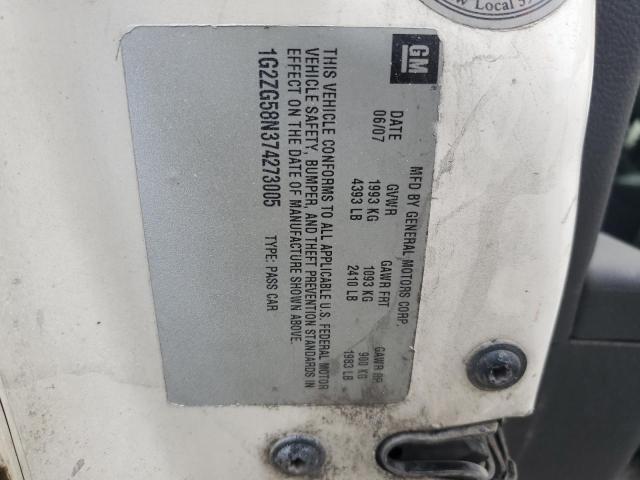 GM
MFD BY GENERAL MOTORS CORP.
DATE GVWR GAWR FRT GAWR RR
06/07 1993 KG 1093 KG 900 KG
4393 LB 2410 LB 1983 LB
THIS VEHICLE CONFORMS TO ALL APPLICABLE U.S. FEDERAL MOTOR
VEHICLE SAFETY, BUMPER, AND THEFT PREVENTION STANDARDS IN
EFFECT ON THE DATE OF MANUFACTURE SHOWN ABOVE.
1G2ZG58N374273005 TYPE: PASS CAR
Local